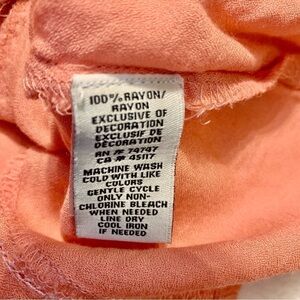 100% RAYON/
RAYON
EXCLUSIVE OF
DECORATION
EXCLUSIF DE
DÉCORATION
RN # 74747
CA # 45117
MACHINE WASH
COLD WITH LIKE
COLORS
GENTLE CYCLE
ONLY NON-
CHLORINE BLEACH
WHEN NEEDED
LINE DRY
COOL IRON
IF NEEDED